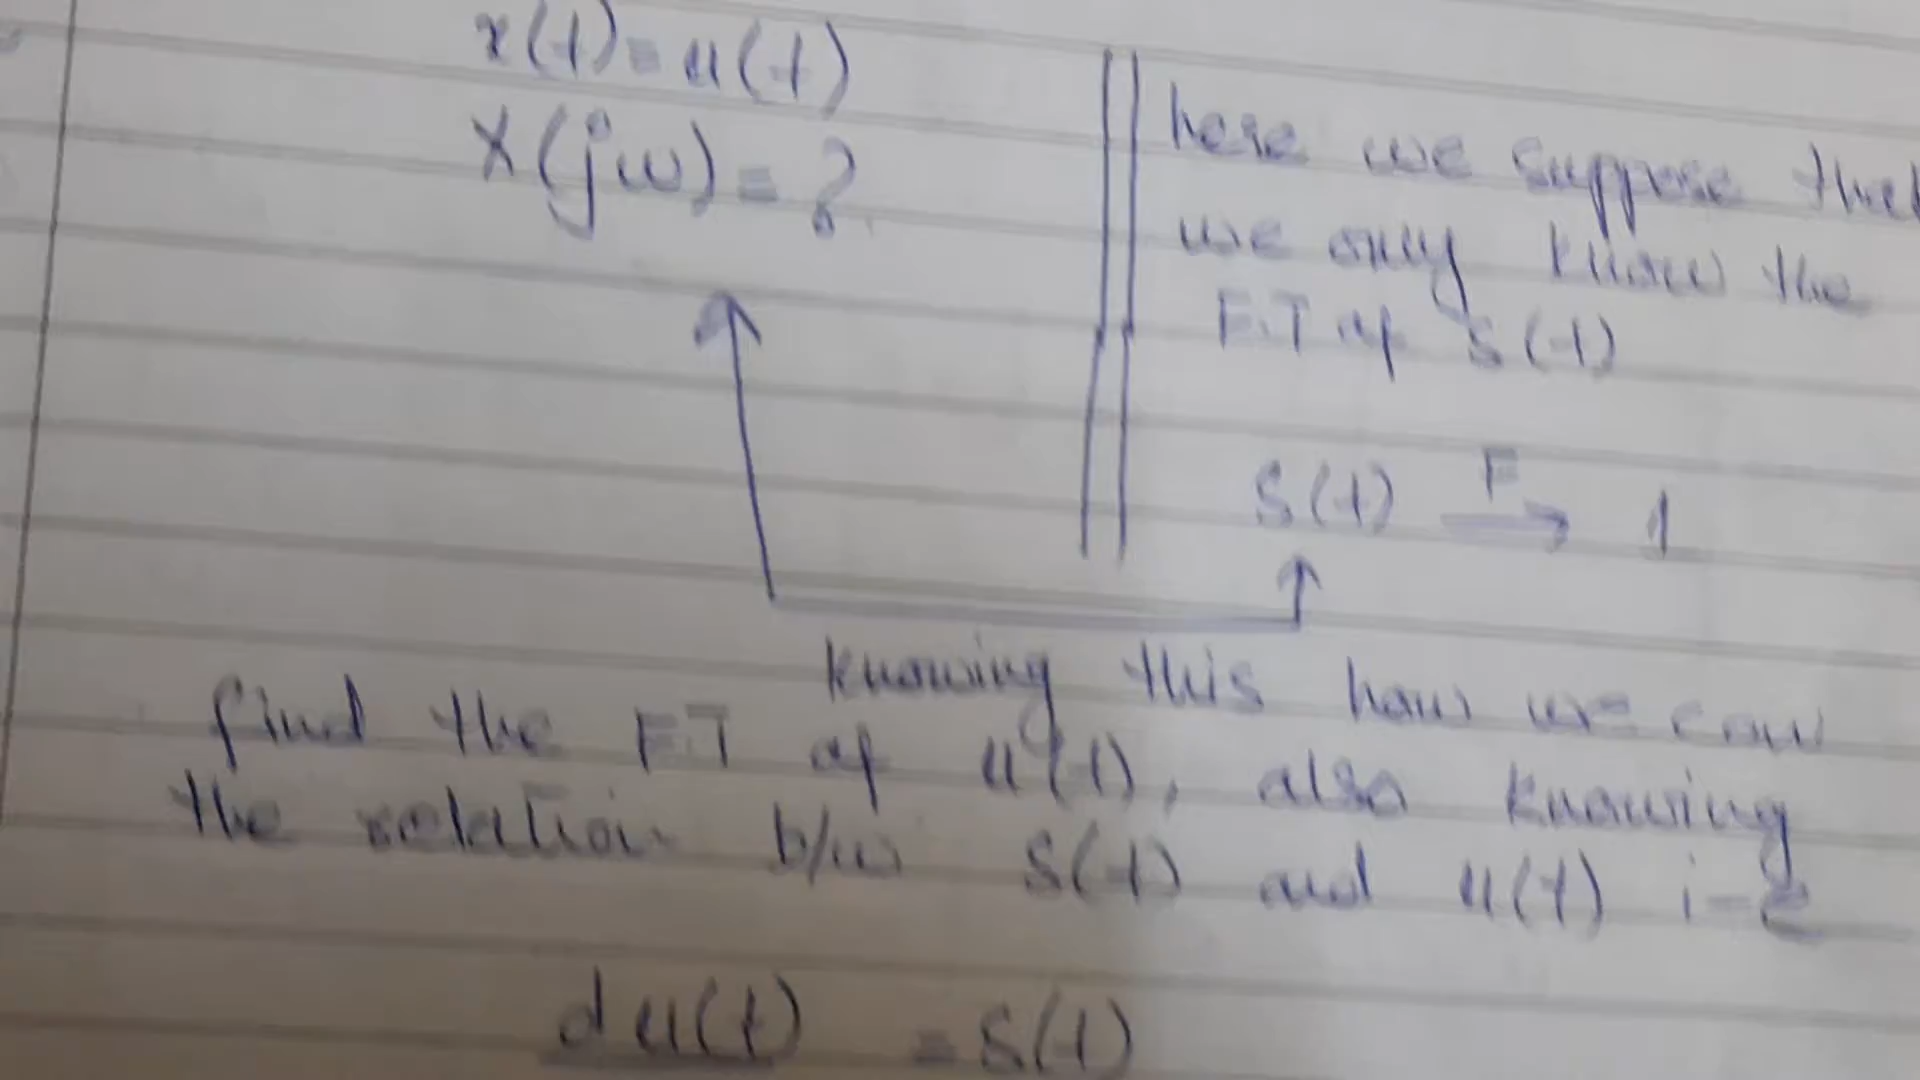 x(t)=u(t)
X(jω)=?
here we suppose that
we only know the
F.T of δ(t)
δ(t) F→ 1
knowing this how we can
find the F.T of u(t), also knowing
the relation b/w δ(t) and u(t) i-e
du(t) = δ(t)